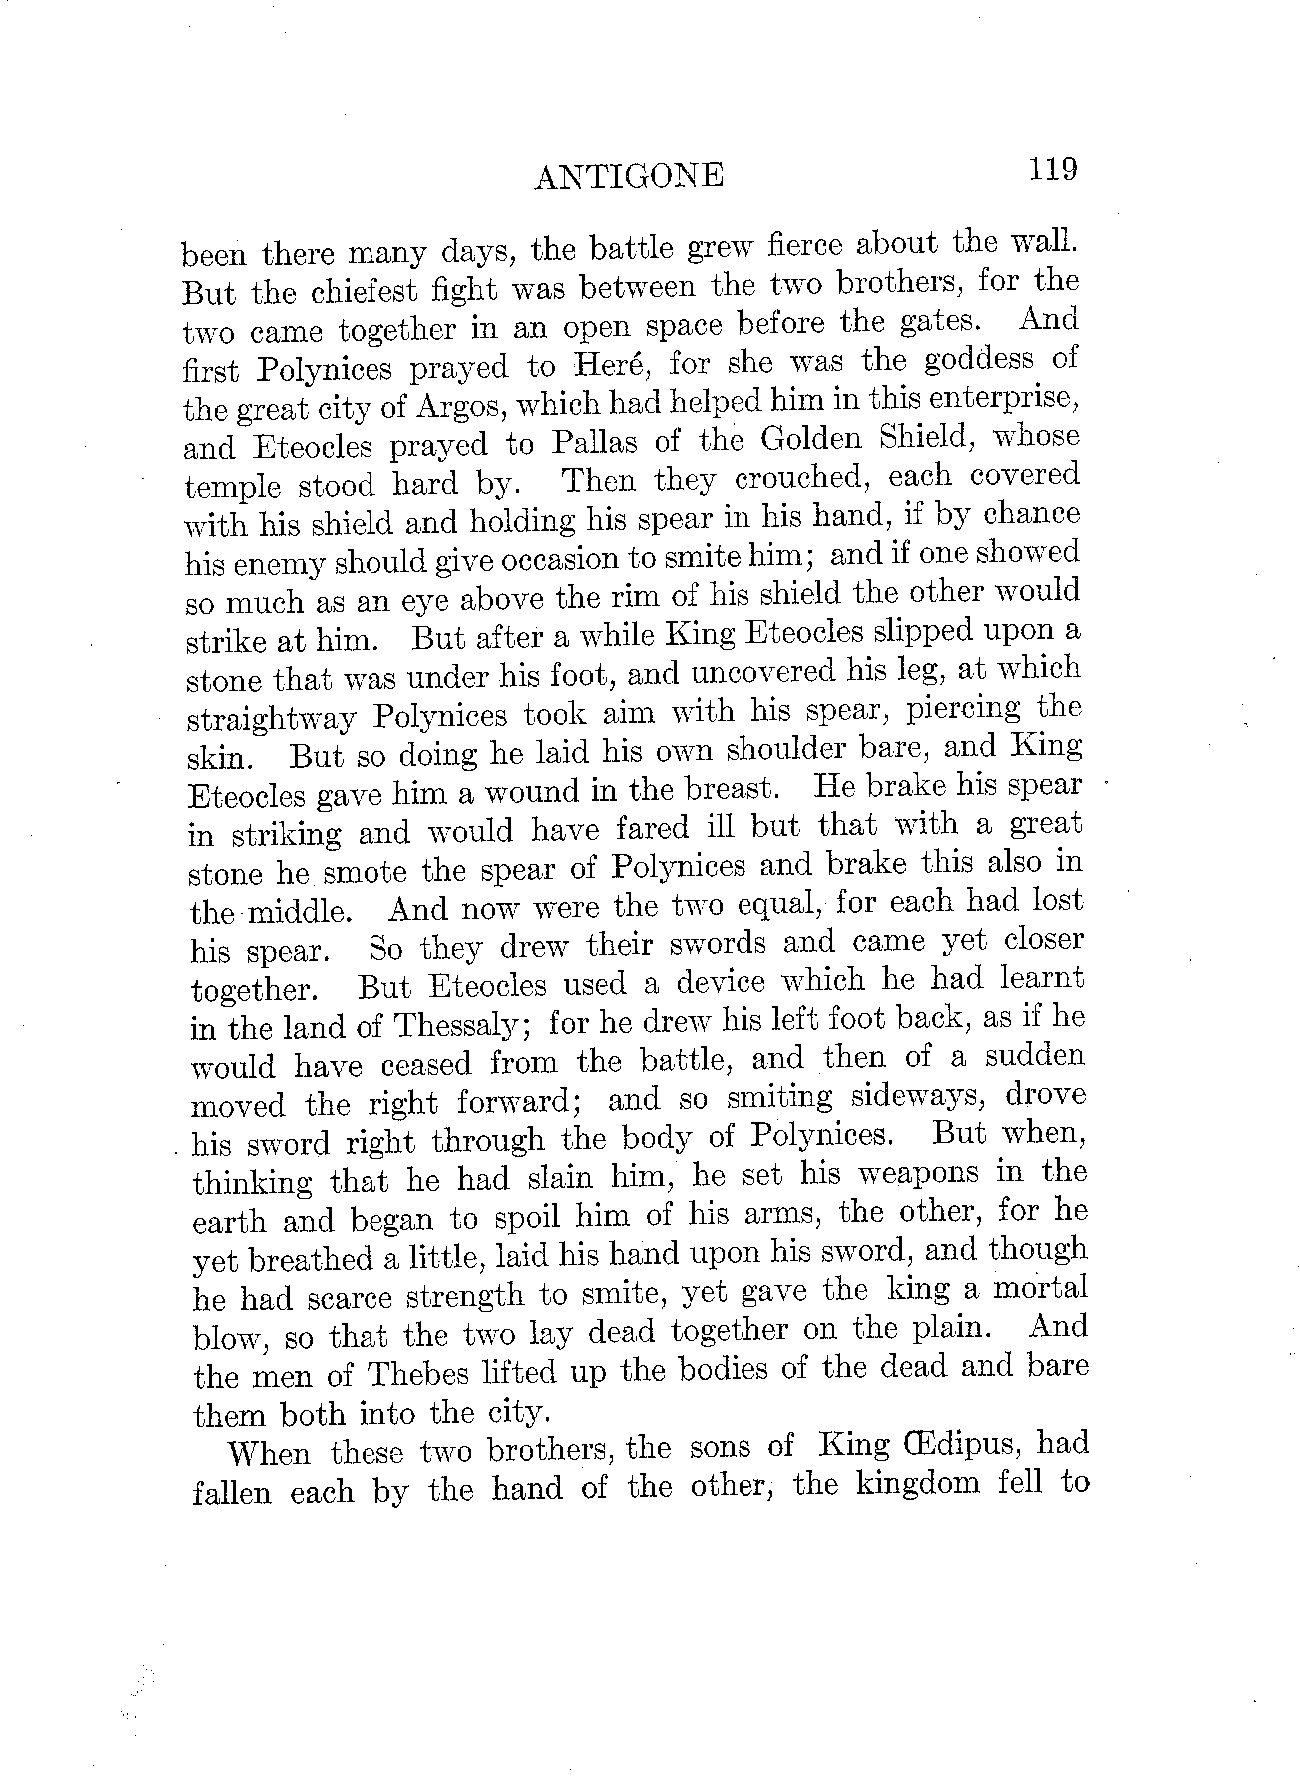 ANTIGONE 119
been there many days, the battle grew fierce about the wall.
But the chiefest fight was between the two brothers, for the
two came together in an open space before the gates. And
first Polynices prayed to Heré, for she was the goddess of
the great city of Argos, which had helped him in this enterprise,
and Eteocles prayed to Pallas of the Golden Shield, whose
temple stood hard by. Then they crouched, each covered
with his shield and holding his spear in his hand, if by chance
his enemy should give occasion to smite him; and if one showed
so much as an eye above the rim of his shield the other would
strike at him. But after a while King Eteocles slipped upon a
stone that was under his foot, and uncovered his leg, at which
straightway Polynices took aim with his spear, piercing the
skin. But so doing he laid his own shoulder bare, and King
Eteocles gave him a wound in the breast. He brake his spear
in striking and would have fared ill but that with a great
stone he smote the spear of Polynices and brake this also in
the middle. And now were the two equal, for each had lost
his spear. So they drew their swords and came yet closer
together. But Eteocles used a device which he had learnt
in the land of Thessaly; for he drew his left foot back, as if he
would have ceased from the battle, and then of a sudden
moved the right forward; and so smiting sideways, drove
his sword right through the body of Polynices. But when,
thinking that he had slain him, he set his weapons in the
earth and began to spoil him of his arms, the other, for he
yet breathed a little, laid his hand upon his sword, and though
he had scarce strength to smite, yet gave the king a mortal
blow, so that the two lay dead together on the plain. And
the men of Thebes lifted up the bodies of the dead and bare
them both into the city.
When these two brothers, the sons of King Œdipus, had
fallen each by the hand of the other, the kingdom fell to